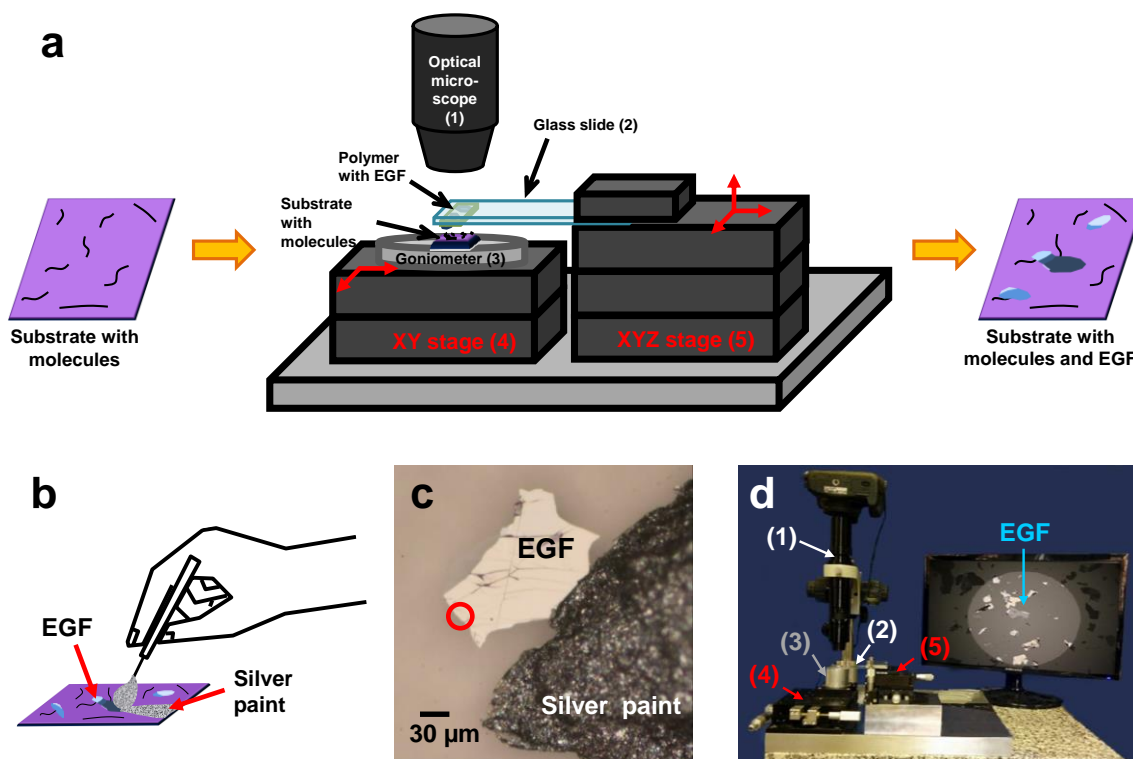 a
Optical
micro-
scope
(1)
Glass slide (2)
Polymer
with EGF
Substrate
with
molecules
Goniometer (3)
XY stage (4)
XYZ stage (5)
Substrate with
molecules
Substrate with
molecules and EGF
b
EGF
Silver
paint
c
EGF
Silver paint
30 µm
d
EGF
(1)
(2)
(3)
(4)
(5)